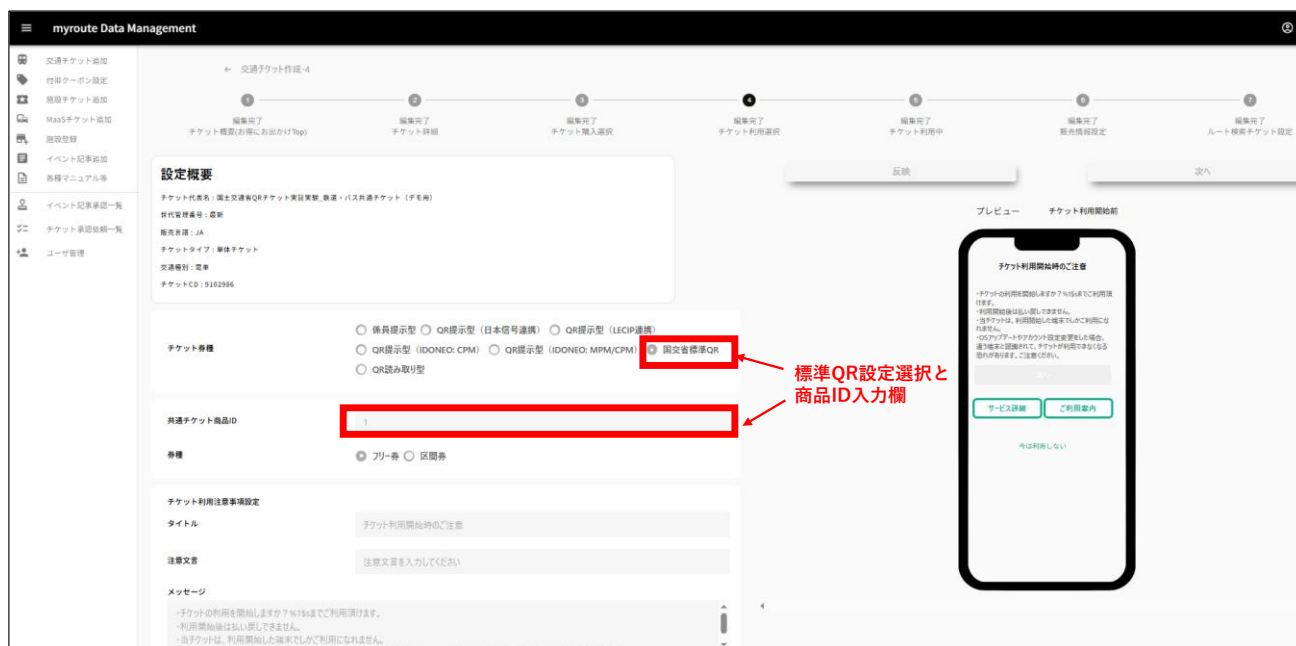 myroute Data Management
交通チケット追加
付帯クーポン設定
施設チケット追加
MaaSチケット追加
施設登録
イベント記事追加
各種マニュアル等
イベント記事承認一覧
チケット承認依頼一覧
ユーザ管理
← 交通チケット作成-4
1
編集完了
チケット概要(お得にお出かけTop)
2
編集完了
チケット詳細
3
編集完了
チケット購入選択
4
編集完了
チケット利用選択
5
編集完了
チケット利用中
6
編集完了
販売情報設定
7
編集完了
ルート検索チケット設定
設定概要
チケット代表名：国土交通省QRチケット実証実験_鉄道・バス共通チケット（デモ用）
世代管理番号：最新
販売言語：JA
チケットタイプ：単体チケット
交通種別：電車
チケットCD：9102986
反映
次へ
チケット券種
係員提示型 QR提示型（日本信号連携） QR提示型（LECIP連携）
QR提示型（IDONEO: CPM） QR提示型（IDONEO: MPM/CPM） 国交省標準QR
QR読み取り型
標準QR設定選択と
商品ID入力欄
共通チケット商品ID
1
券種
フリー券 区間券
チケット利用注意事項設定
タイトル
チケット利用開始時のご注意
注意文言
注意文言を入力してください
メッセージ
・チケットの利用を開始しますか？%1$sまでご利用頂けます。
・利用開始後は払い戻しできません。
・当チケットは、利用開始した端末でしかご利用になれません。
プレビュー チケット利用開始前
チケット利用開始時のご注意
・チケットの利用を開始しますか？%1$sまでご利用頂
けます。
・利用開始後は払い戻しできません。
・当チケットは、利用開始した端末でしかご利用にな
れません。
・OSアップデートやアカウント設定変更をした場合、
違う端末と認識されて、チケットが利用できなくなる
恐れがあります。ご注意ください。
次へ
サービス詳細 ご利用案内
今は利用しない